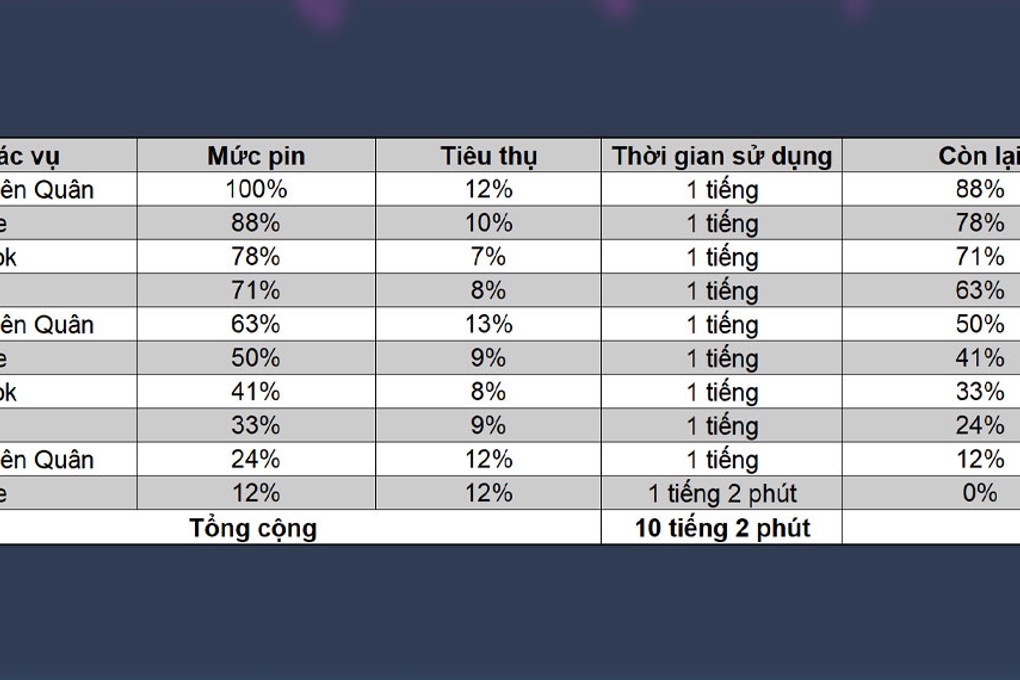 ác vụ Mức pin Tiêu thụ Thời gian sử dụng Còn lại
ên Quân 100% 12% 1 tiếng 88%
e 88% 10% 1 tiếng 78%
ok 78% 7% 1 tiếng 71%
71% 8% 1 tiếng 63%
ên Quân 63% 13% 1 tiếng 50%
e 50% 9% 1 tiếng 41%
ok 41% 8% 1 tiếng 33%
33% 9% 1 tiếng 24%
ên Quân 24% 12% 1 tiếng 12%
e 12% 12% 1 tiếng 2 phút 0%
Tổng cộng 10 tiếng 2 phút